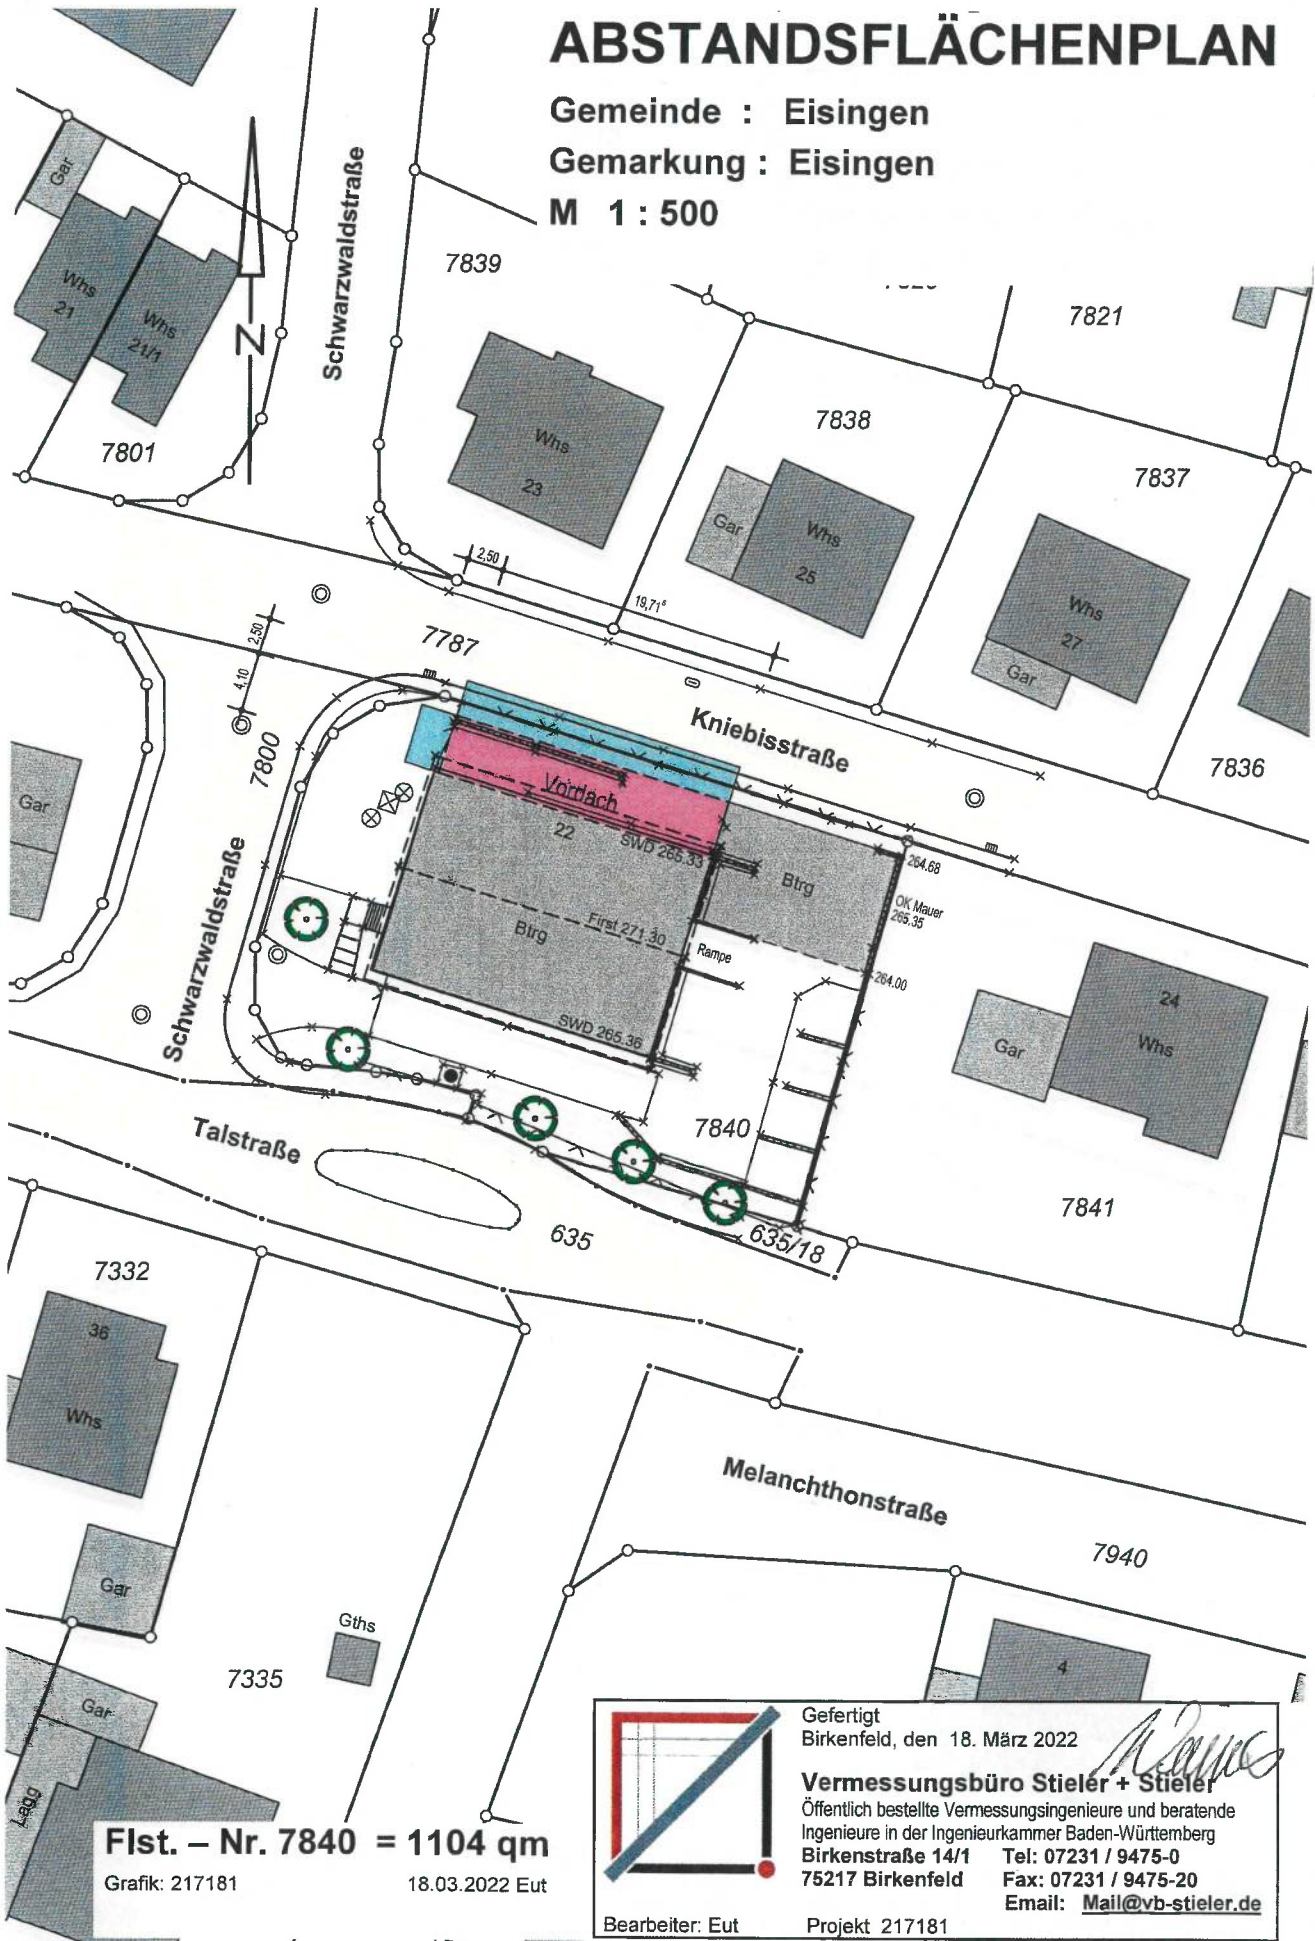 ABSTANDSFLÄCHENPLAN
Gemeinde : Eisingen
Gemarkung : Eisingen
M 1 : 500
Schwarzwaldstraße
Gar
Whs
21
Whs
21/1
N
7801
7839
7821
7838
7837
Whs
23
Gar
Whs
25
Whs
27
Gar
2,50
19,71⁶
2,50
4,10
7787
Kniebisstraße
7836
7800
Gar
Schwarzwaldstraße
Vordach
22
SWD 265.33
Btrg
264.68
OK Mauer
265.35
First 271.30
Btrg
Rampe
264.00
SWD 265.36
24
Whs
Gar
7840
7841
Talstraße
635
635/18
7332
36
Whs
Melanchthonstraße
7940
Gar
Gths
7335
4
Gar
Lagg
Flst. – Nr. 7840 = 1104 qm
Grafik: 217181 18.03.2022 Eut
Gefertigt
Birkenfeld, den 18. März 2022
Vermessungsbüro Stieler + Stieler
Öffentlich bestellte Vermessungsingenieure und beratende
Ingenieure in der Ingenieurkammer Baden-Württemberg
Birkenstraße 14/1 Tel: 07231 / 9475-0
75217 Birkenfeld Fax: 07231 / 9475-20
Email: Mail@vb-stieler.de
Bearbeiter: Eut Projekt 217181